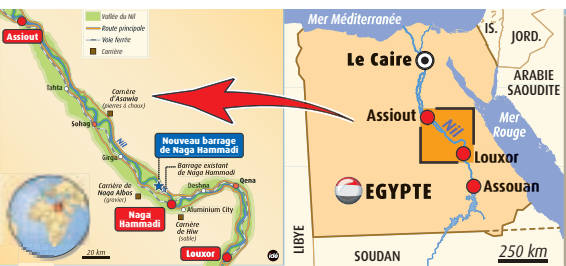 Assiout
Vallée du Nil
Route principale
Voie ferrée
Carrière
Tahta
Carrière
d'Asawia
(pierres à chaux)
Sohag
Nil
Girga
Nouveau barrage
de Naga Hammadi
Barrage existant
de Naga Hammadi
Carrière de
Naga Abos
(gravier)
Deshna
Qena
Naga
Hammadi
Aluminium City
Carrière
de Hiw
(sable)
Louxor
20 km
idé
Mer Méditerranée
IS.
JORD.
Le Caire
ARABIE
SAOUDITE
Assiout
Nil
Mer
Rouge
Louxor
EGYPTE
Assouan
LIBYE
SOUDAN
250 km